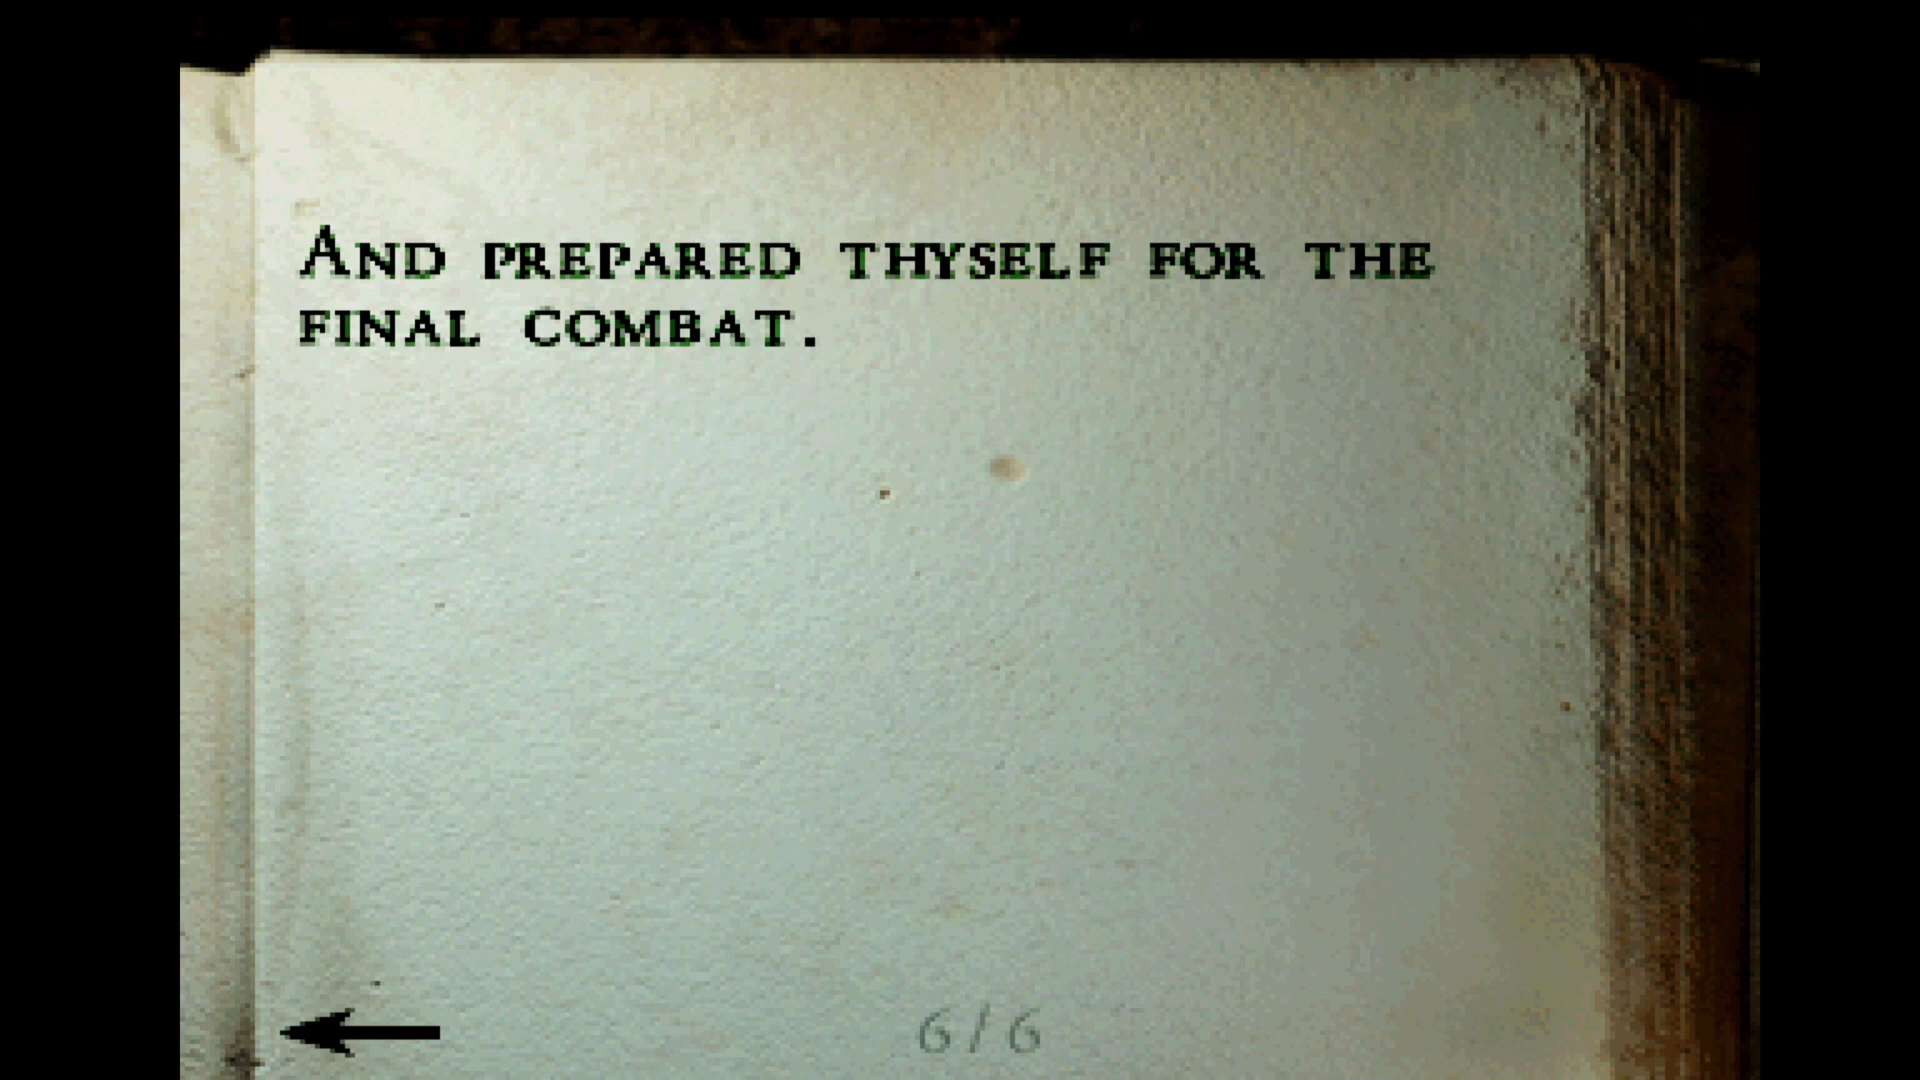 And prepared thyself for the
final combat.
6/6